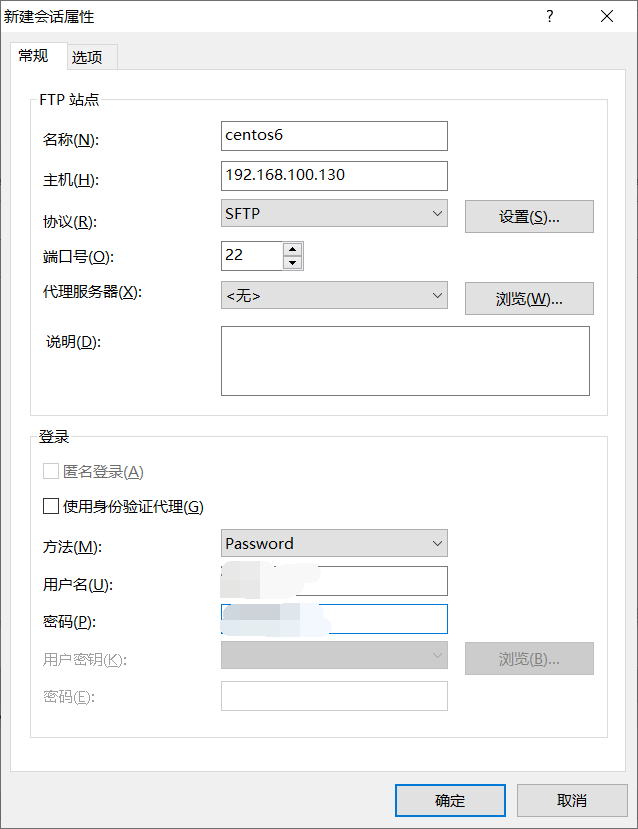 新建会话属性 ?
常规 选项
FTP 站点
名称(N): centos6
主机(H): 192.168.100.130
协议(R): SFTP 设置(S)...
端口号(O): 22
代理服务器(X): <无> 浏览(W)...
说明(D):
登录
匿名登录(A)
使用身份验证代理(G)
方法(M): Password
用户名(U):
密码(P):
用户密钥(K): 浏览(B)...
密码(E):
确定 取消